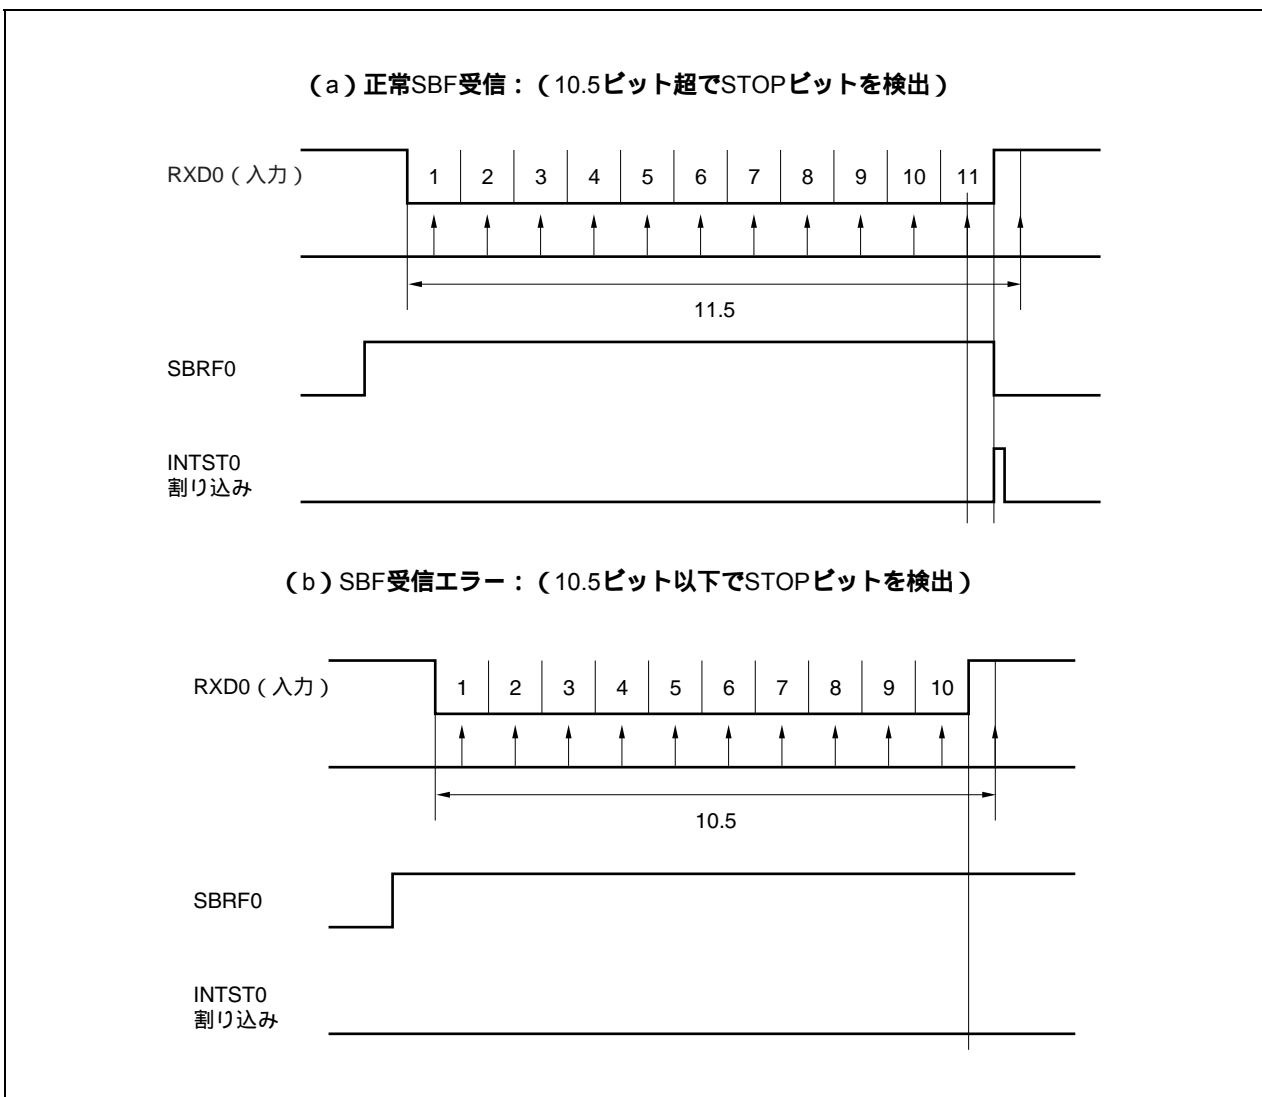 （a）正常SBF受信：（10.5ビット超でSTOPビットを検出）
RXD0（入力）
1 2 3 4 5 6 7 8 9 10 11
11.5
SBRF0
INTST0
割り込み
（b）SBF受信エラー：（10.5ビット以下でSTOPビットを検出）
RXD0（入力）
1 2 3 4 5 6 7 8 9 10
10.5
SBRF0
INTST0
割り込み